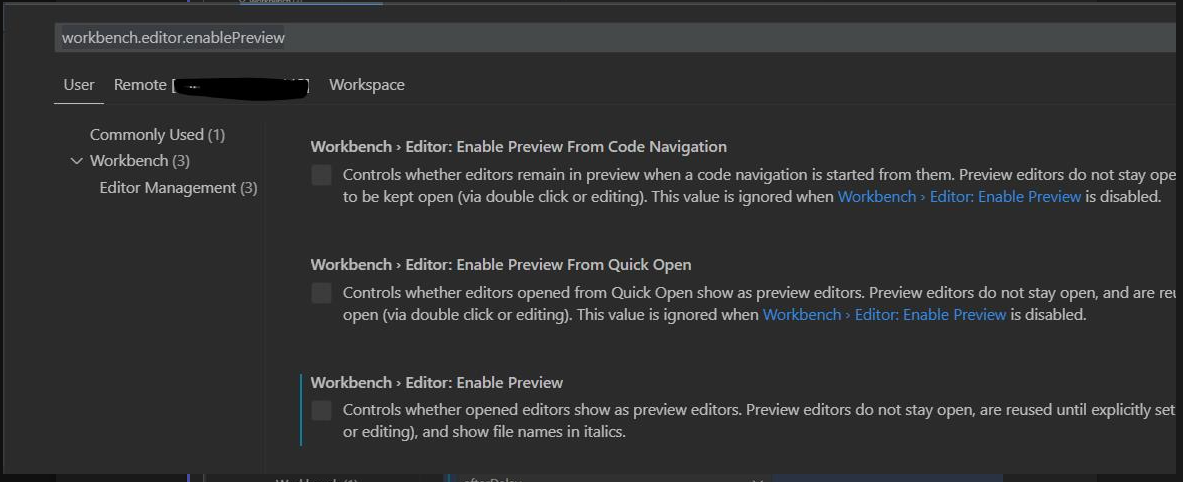 workbench.editor.enablePreview
User Remote [ ] Workspace
Commonly Used (1)
Workbench (3)
Editor Management (3)
Workbench › Editor: Enable Preview From Code Navigation
Controls whether editors remain in preview when a code navigation is started from them. Preview editors do not stay ope
to be kept open (via double click or editing). This value is ignored when Workbench › Editor: Enable Preview is disabled.
Workbench › Editor: Enable Preview From Quick Open
Controls whether editors opened from Quick Open show as preview editors. Preview editors do not stay open, and are reu
open (via double click or editing). This value is ignored when Workbench › Editor: Enable Preview is disabled.
Workbench › Editor: Enable Preview
Controls whether opened editors show as preview editors. Preview editors do not stay open, are reused until explicitly set
or editing), and show file names in italics.